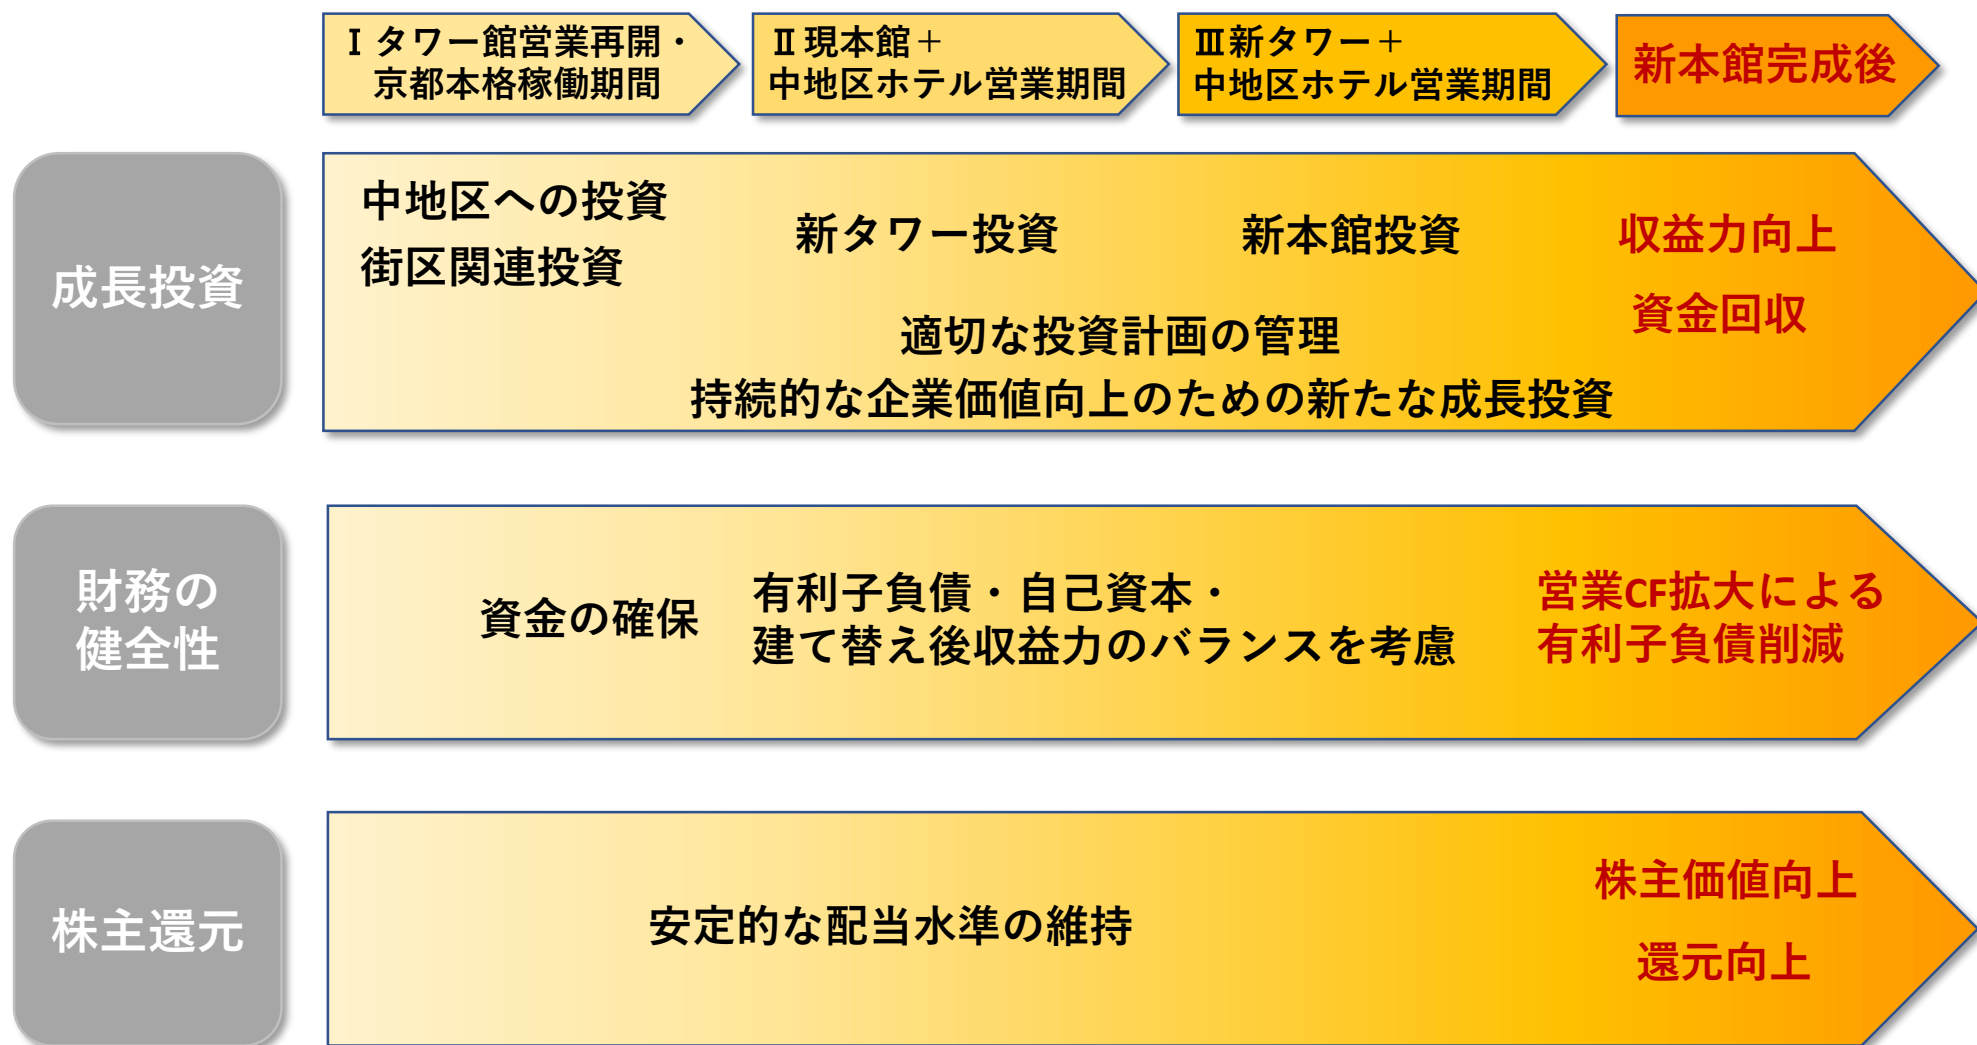 Ⅰ タワー館営業再開・
京都本格稼働期間
Ⅱ 現本館＋
中地区ホテル営業期間
Ⅲ新タワー＋
中地区ホテル営業期間
新本館完成後
成長投資
中地区への投資
街区関連投資
新タワー投資
新本館投資
収益力向上
資金回収
適切な投資計画の管理
持続的な企業価値向上のための新たな成長投資
財務の
健全性
資金の確保
有利子負債・自己資本・
建て替え後収益力のバランスを考慮
営業CF拡大による
有利子負債削減
株主還元
安定的な配当水準の維持
株主価値向上
還元向上